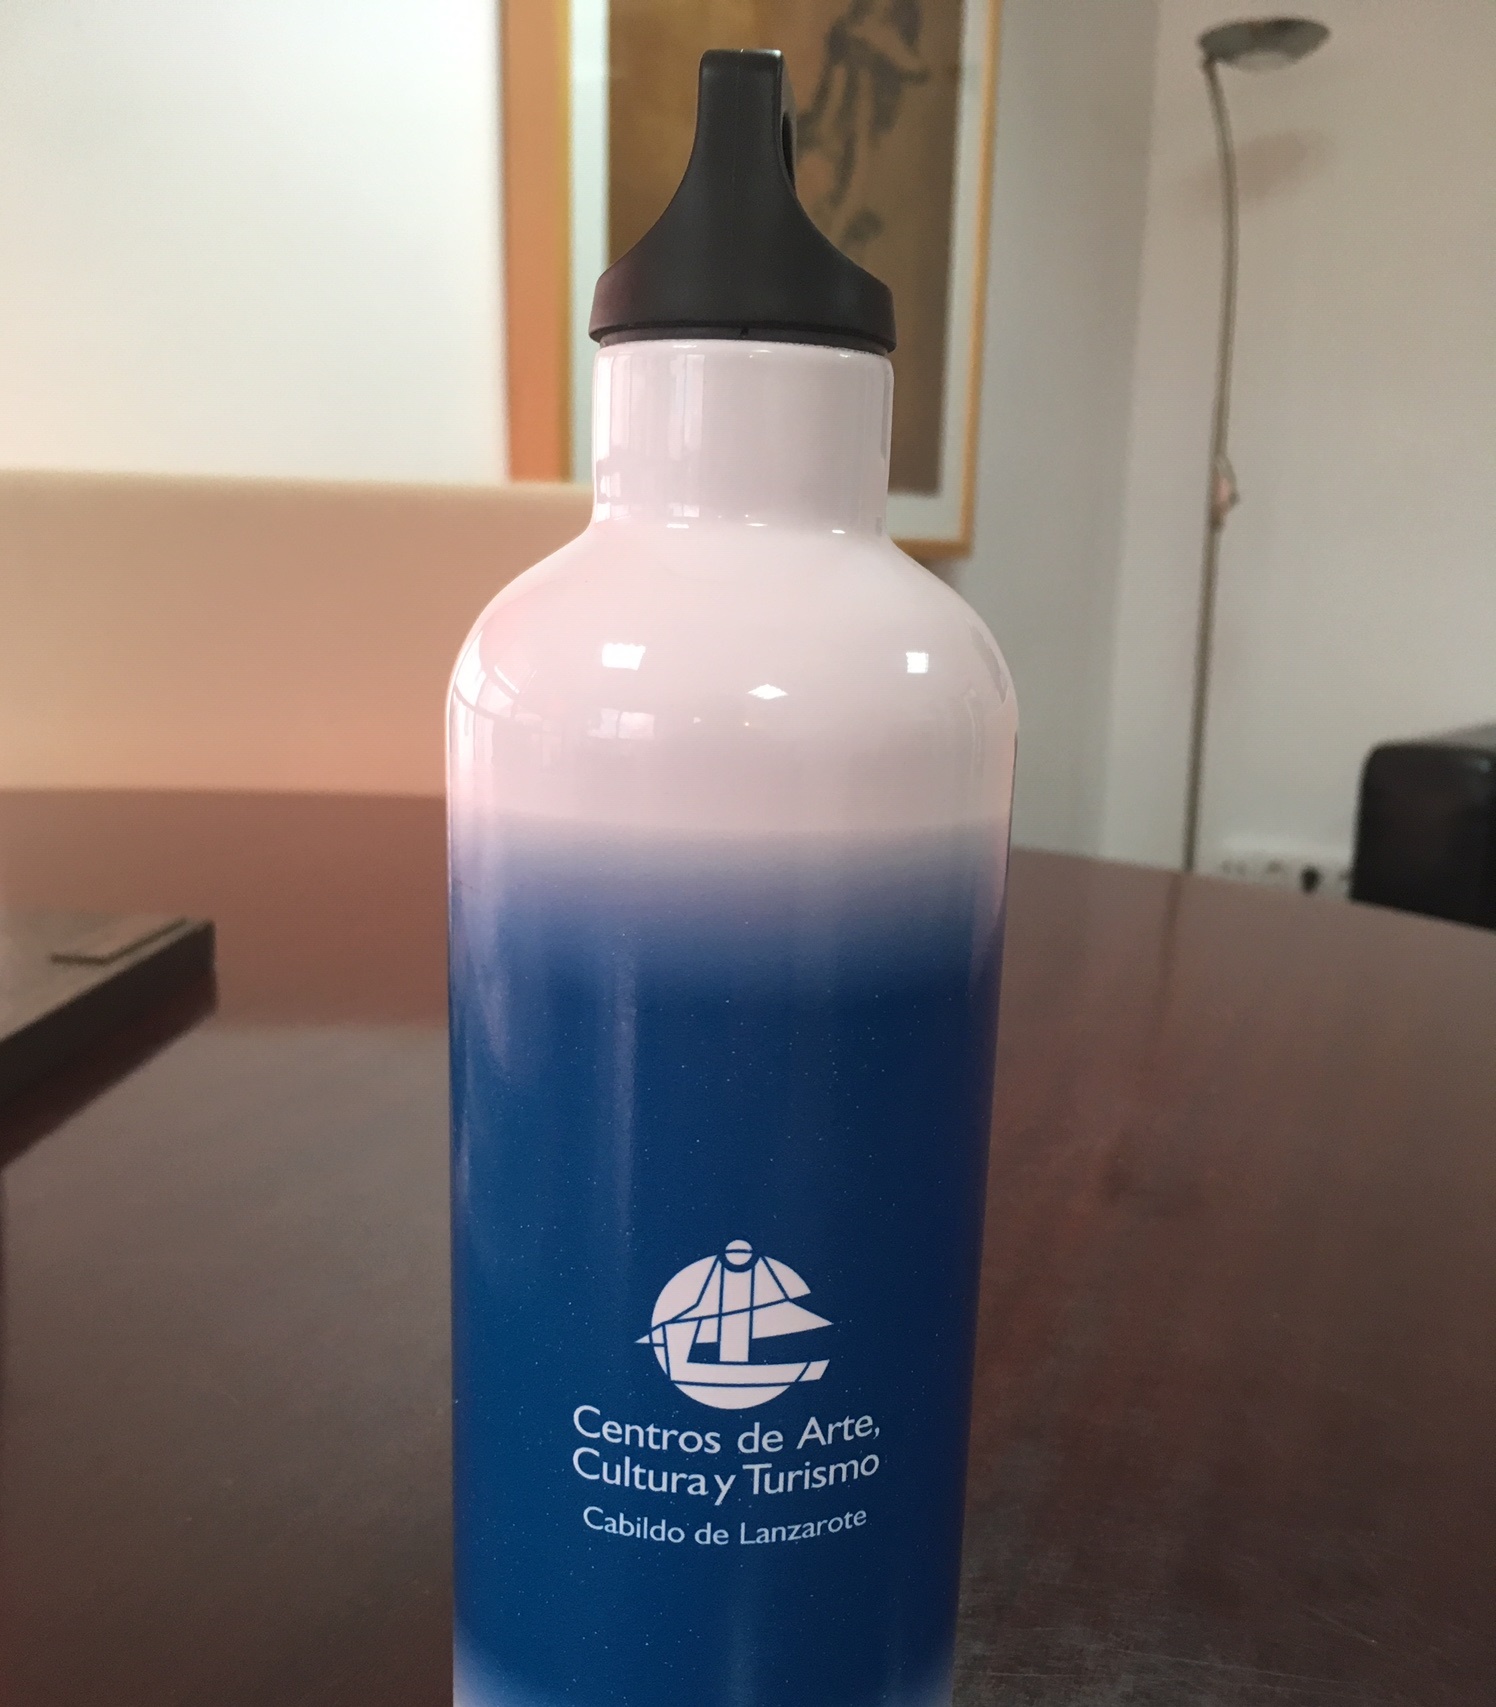 Centros de Arte,
Cultura y Turismo
Cabildo de Lanzarote